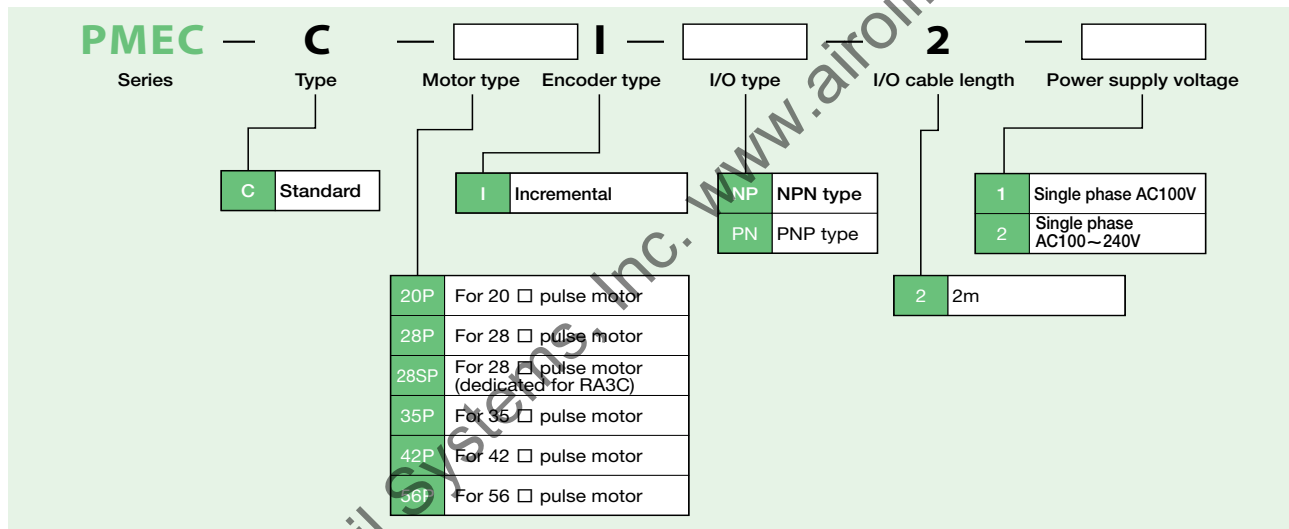 PMEC — C — I — — 2 —
Series Type Motor type Encoder type I/O type I/O cable length Power supply voltage
C Standard
I Incremental
NP NPN type
PN PNP type
1 Single phase AC100V
2 Single phase
AC100~240V
2 2m
20P For 20 □ pulse motor
28P For 28 □ pulse motor
28SP For 28 □ pulse motor
(dedicated for RA3C)
35P For 35 □ pulse motor
42P For 42 □ pulse motor
56P For 56 □ pulse motor
Systems, Inc. www.